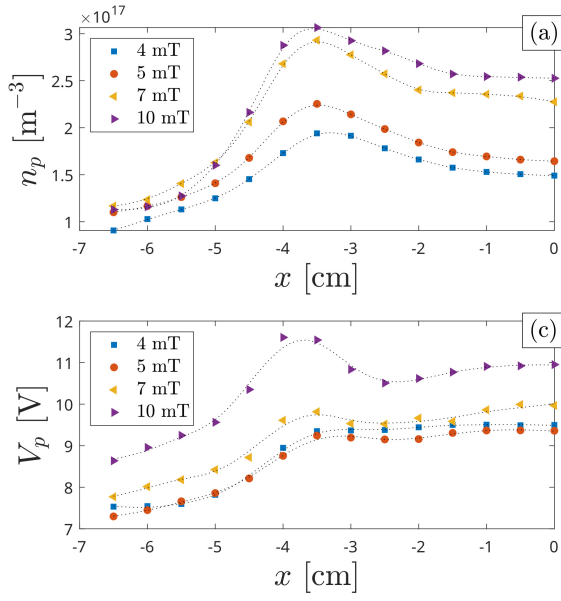 ×10¹⁷
(a)
4 mT
5 mT
7 mT
10 mT
3
2.5
2
1.5
1
n_p [m⁻³]
-7 -6 -5 -4 -3 -2 -1 0
x [cm]
(c)
4 mT
5 mT
7 mT
10 mT
12
11
10
9
8
7
V_p [V]
-7 -6 -5 -4 -3 -2 -1 0
x [cm]